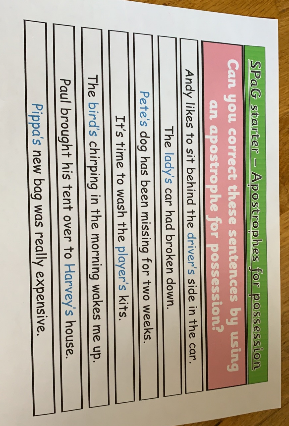 SPaG starter – Apostrophes for possession
Can you correct these sentences by using
an apostrophe for possession?
Andy likes to sit behind the driver's side in the car.
The lady's car had broken down.
Pete's dog has been missing for two weeks.
It's time to wash the player's kits.
The bird's chirping in the morning wakes me up.
Paul brought his tent over to Harvey's house.
Pippa's new bag was really expensive.